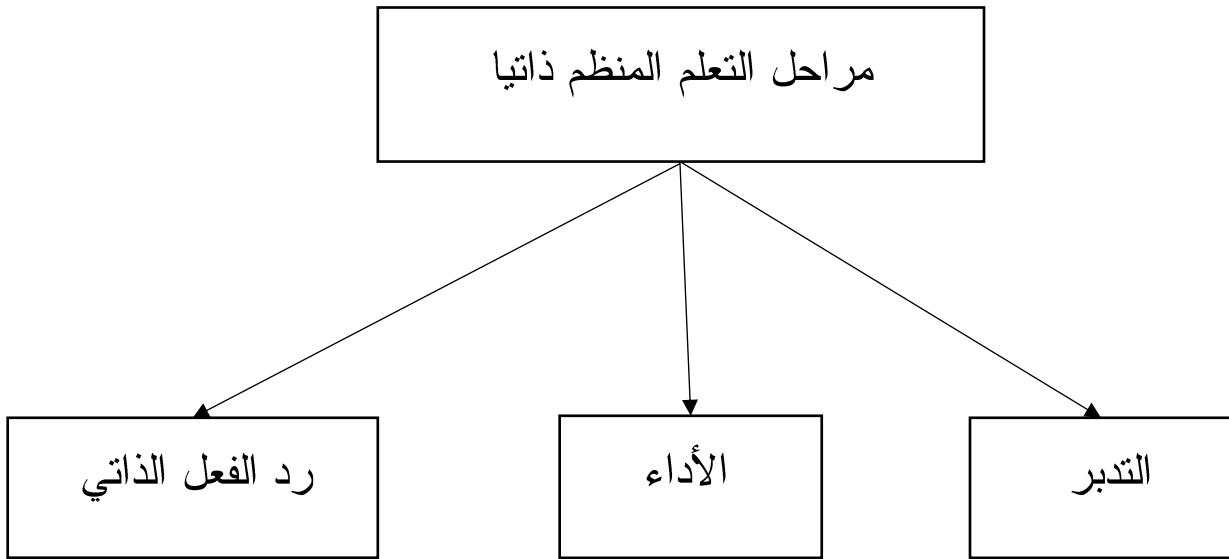 مراحل التعلم المنظم ذاتيا
التدبر
الأداء
رد الفعل الذاتي